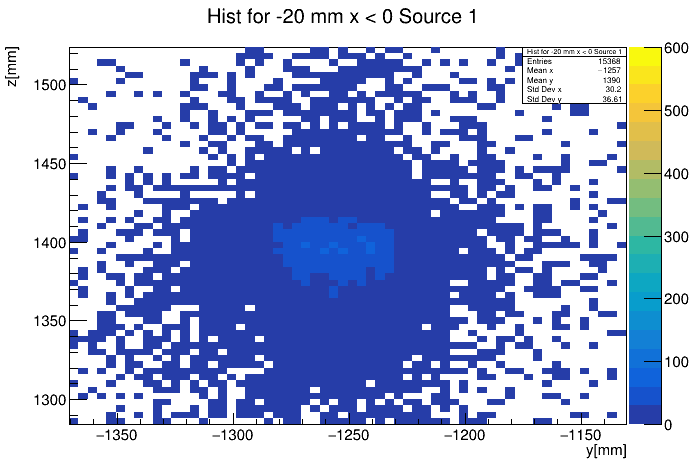 Hist for -20 mm x < 0 Source 1
z[mm]
Hist for -20 mm x < 0 Source 1
Entries 15368
Mean x −1257
Mean y 1390
Std Dev x 30.2
Std Dev y 36.61
1500
1450
1400
1350
1300
−1350 −1300 −1250 −1200 −1150
y[mm]
600
500
400
300
200
100
0